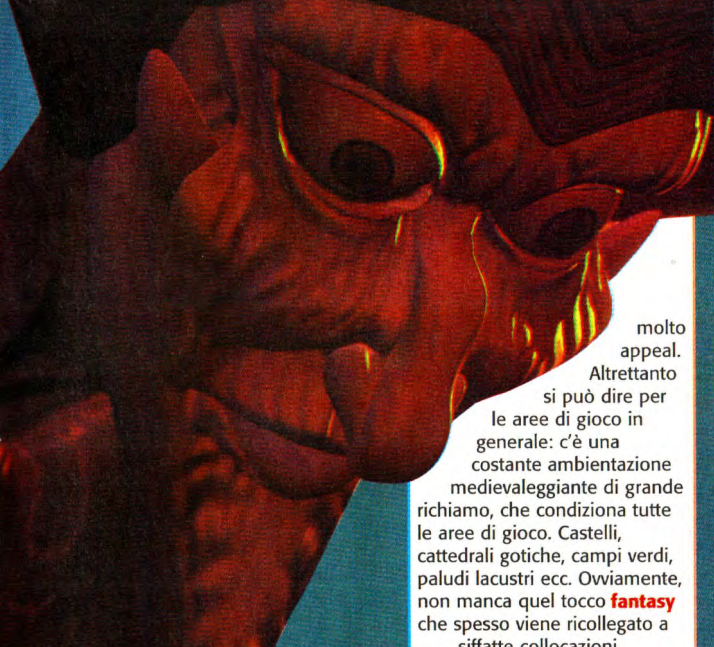 molto
appeal.
Altrettanto
si può dire per
le aree di gioco in
generale: c'è una
costante ambientazione
medievaleggiante di grande
richiamo, che condiziona tutte
le aree di gioco. Castelli,
cattedrali gotiche, campi verdi,
paludi lacustri ecc. Ovviamente,
non manca quel tocco fantasy
che spesso viene ricollegato a
siffatte collocazioni